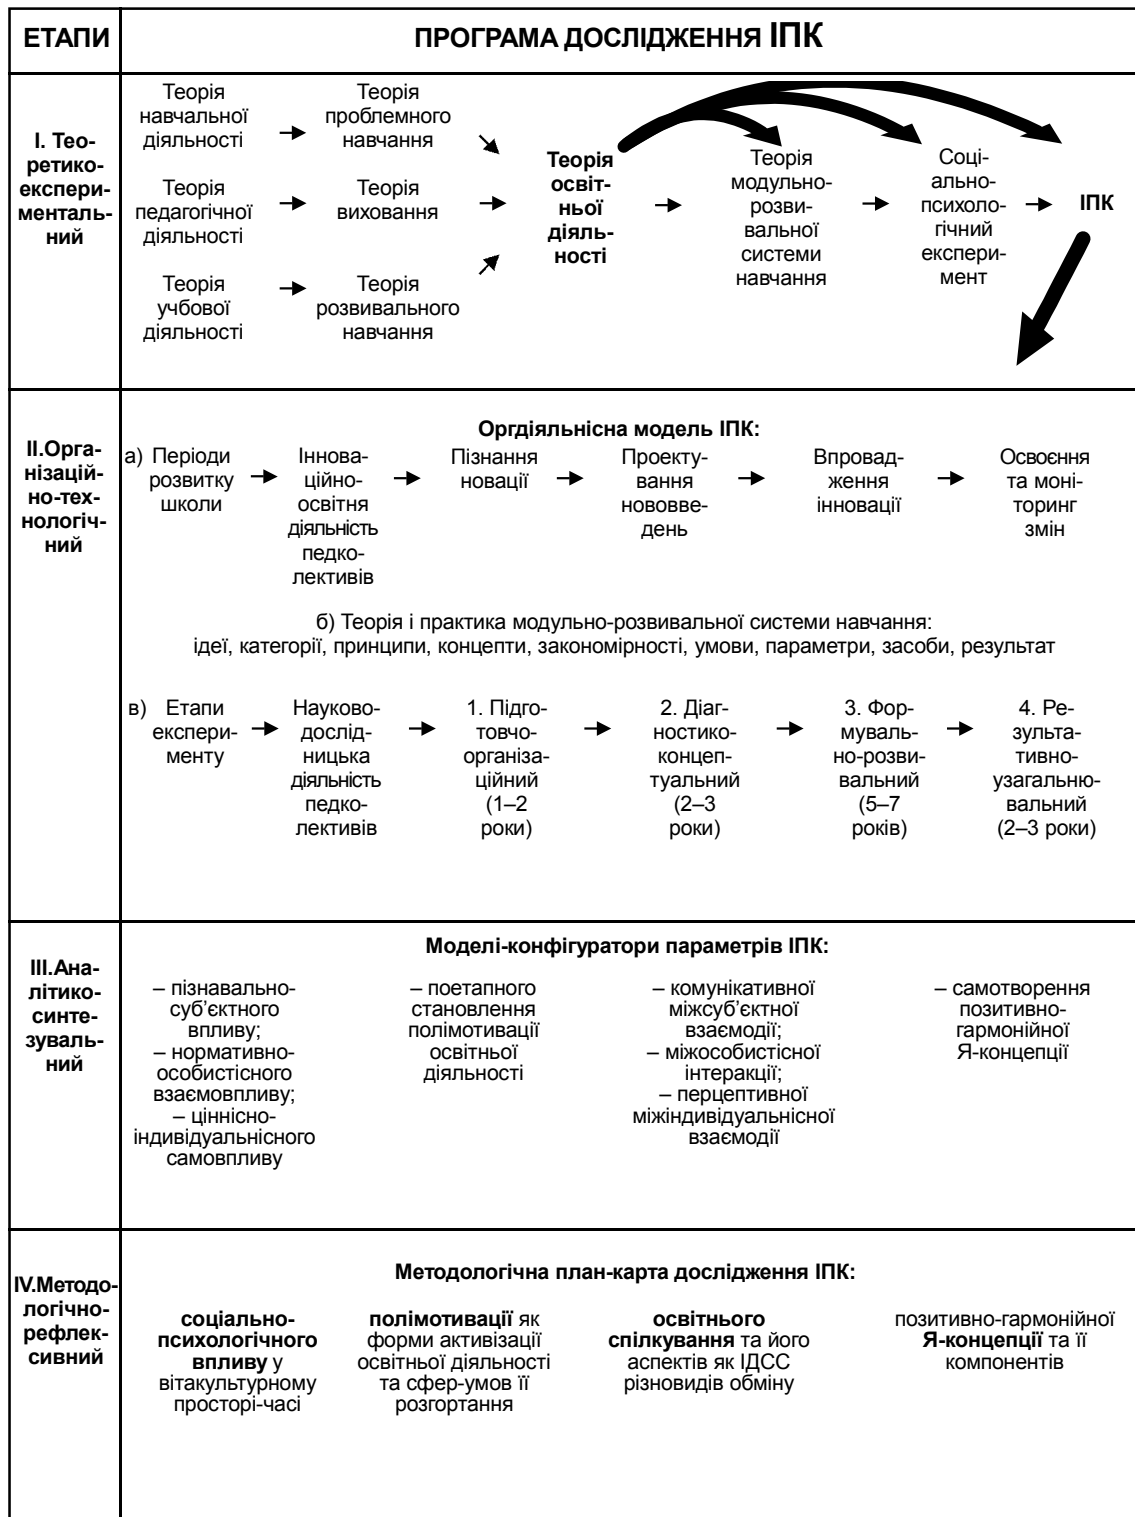 ЕТАПИ
ПРОГРАМА ДОСЛІДЖЕННЯ ІПК
І. Тео-
ретико-
експери-
менталь-
ний
Теорія
навчальної
діяльності
Теорія
проблемного
навчання
Теорія
педагогічної
діяльності
Теорія
виховання
Теорія
учбової
діяльності
Теорія
розвивального
навчання
Теорія
освіт-
ньої
діяль-
ності
Теорія
модульно-
розви-
вальної
системи
навчання
Соці-
ально-
психоло-
гічний
експери-
мент
ІПК
ІІ.Орга-
нізацій-
но-тех-
нологіч-
ний
Оргдіяльнісна модель ІПК:
а) Періоди
розвитку
школи
Іннова-
ційно-
освітня
діяльність
педко-
лективів
Пізнання
новації
Проекту-
вання
нововве-
день
Впровад-
ження
інновації
Освоєння
та моні-
торинг
змін
б) Теорія і практика модульно-розвивальної системи навчання:
ідеї, категорії, принципи, концепти, закономірності, умови, параметри, засоби, результат
в) Етапи
експери-
менту
Науково-
дослід-
ницька
діяльність
педко-
лективів
1. Підго-
товчо-
організа-
ційний
(1–2
роки)
2. Діаг-
ностико-
концеп-
туальний
(2–3
роки)
3. Фор-
муваль-
но-розви-
вальний
(5–7
років)
4. Ре-
зульта-
тивно-
узагальню-
вальний
(2–3 роки)
ІІІ.Ана-
літико-
синте-
зуваль-
ний
Моделі-конфігуратори параметрів ІПК:
– пізнавально-
суб’єктного
впливу;
– нормативно-
особистісного
взаємовпливу;
– ціннісно-
індивідуальнісного
самовпливу
– поетапного
становлення
полімотивації
освітньої
діяльності
– комунікативної
міжсуб’єктної
взаємодії;
– міжособистісної
інтеракції;
– перцептивної
міжіндивідуальнісної
взаємодії
– самотворення
позитивно-
гармонійної
Я-концепції
IV.Методо-
логічно-
рефлек-
сивний
Методологічна план-карта дослідження ІПК:
соціально-
психологічного
впливу у
вітакультурному
просторі-часі
полімотивації як
форми активізації
освітньої діяльності
та сфер-умов її
розгортання
освітнього
спілкування та його
аспектів як ІДСС
різновидів обміну
позитивно-гармонійної
Я-концепції та її
компонентів